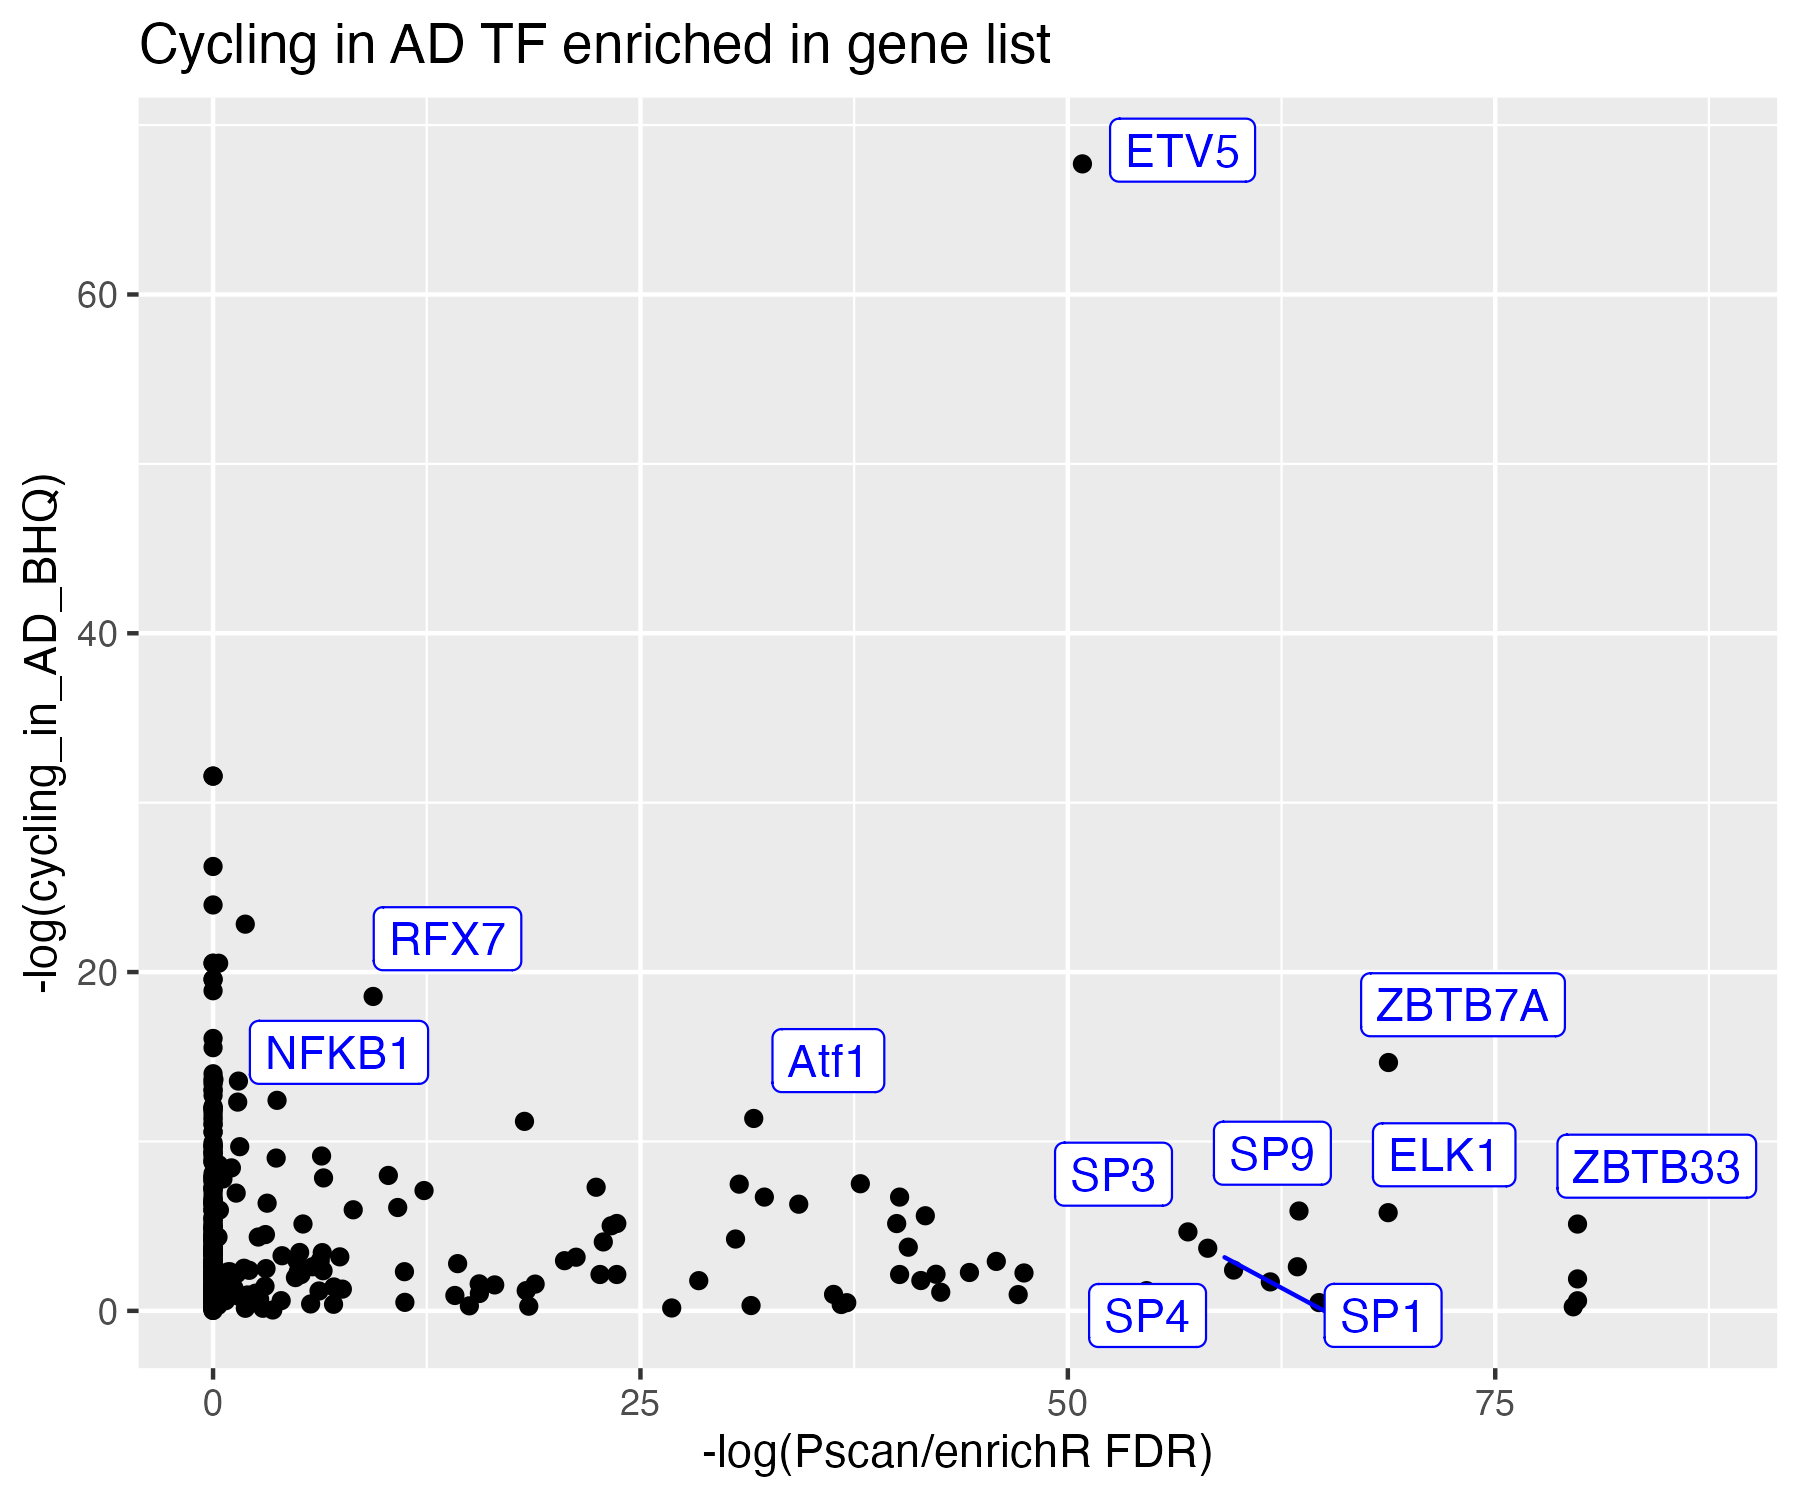 Cycling in AD TF enriched in gene list
ETV5
60
40
-log(cycling_in_AD_BHQ)
RFX7
20
ZBTB7A
NFKB1
Atf1
SP3
SP9
ELK1
ZBTB33
0
SP4
SP1
0
25
50
75
-log(Pscan/enrichR FDR)